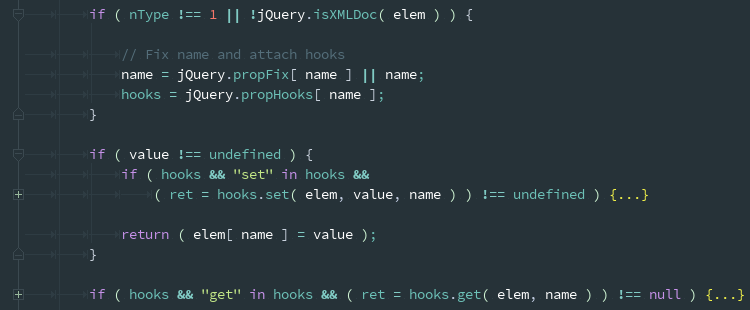 if ( nType !== 1 || !jQuery.isXMLDoc( elem ) ) {
// Fix name and attach hooks
name = jQuery.propFix[ name ] || name;
hooks = jQuery.propHooks[ name ];
}
if ( value !== undefined ) {
if ( hooks && "set" in hooks &&
( ret = hooks.set( elem, value, name ) ) !== undefined ) {...}
return ( elem[ name ] = value );
}
if ( hooks && "get" in hooks && ( ret = hooks.get( elem, name ) ) !== null ) {...}